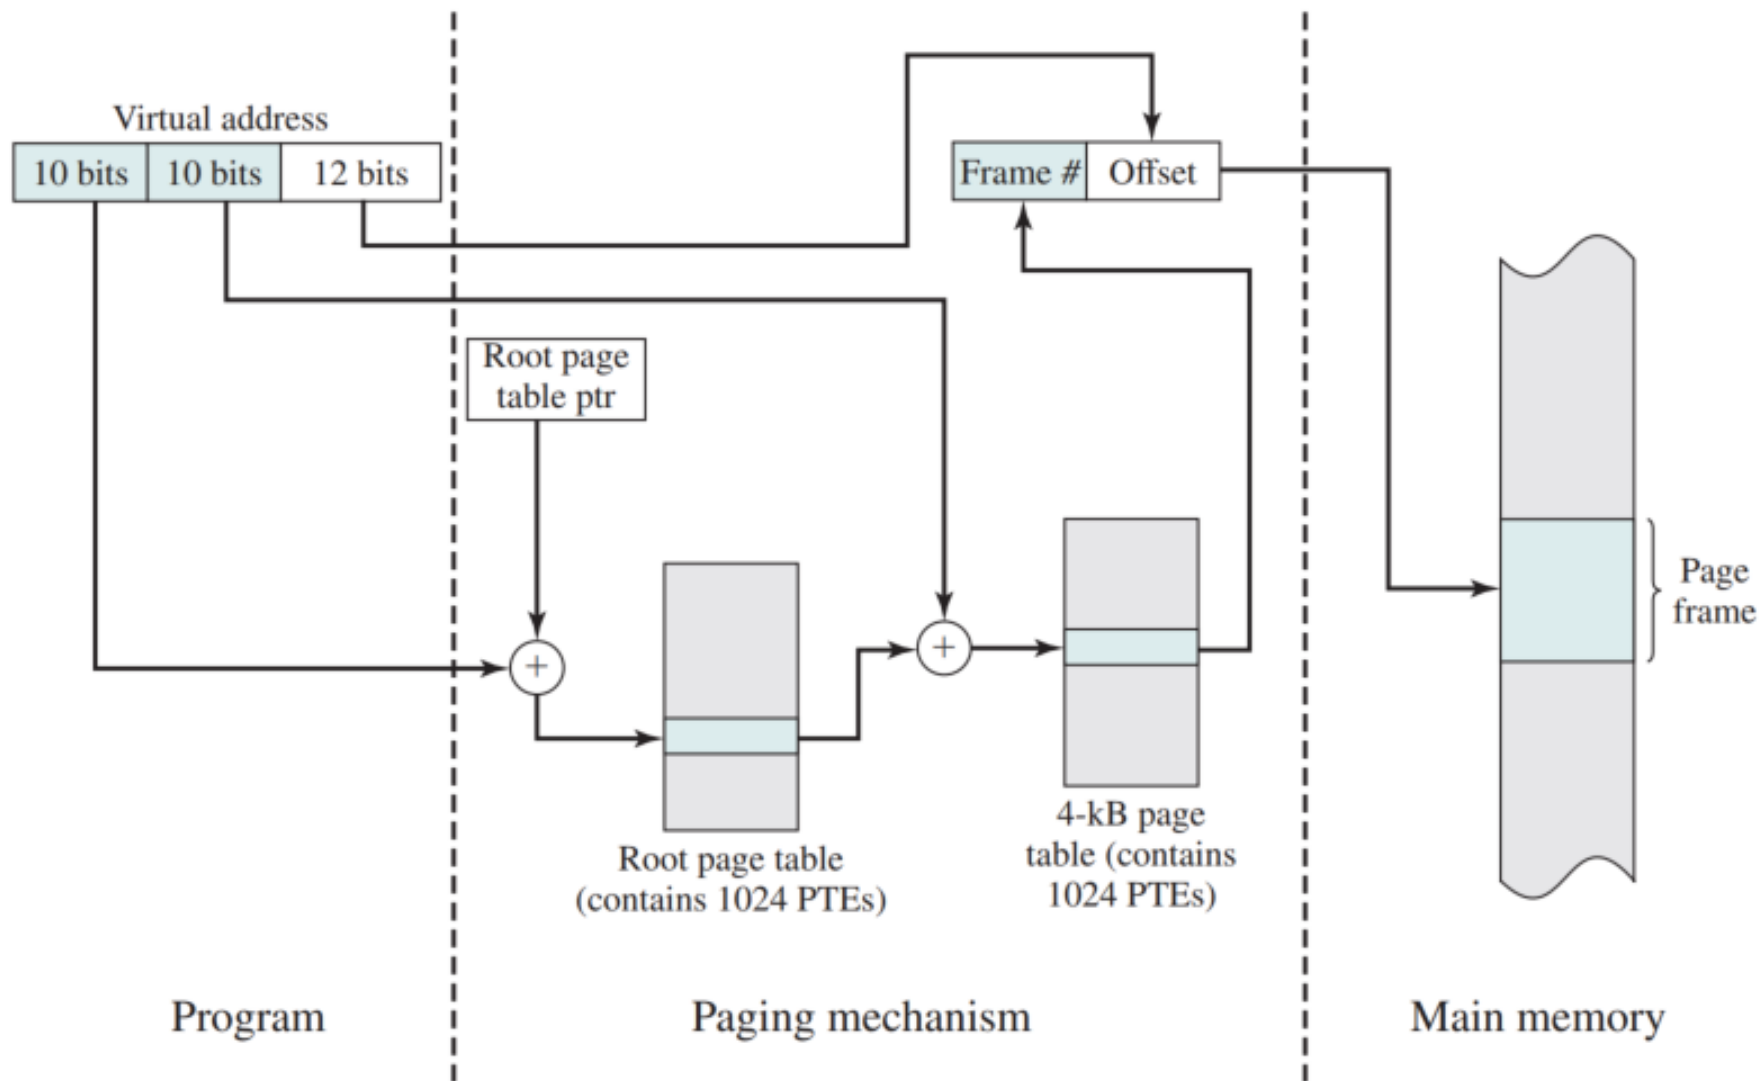 Virtual address
10 bits 10 bits 12 bits
Frame # Offset
Root page
table ptr
+
+
Page
frame
Root page table
(contains 1024 PTEs)
4-kB page
table (contains
1024 PTEs)
Program
Paging mechanism
Main memory